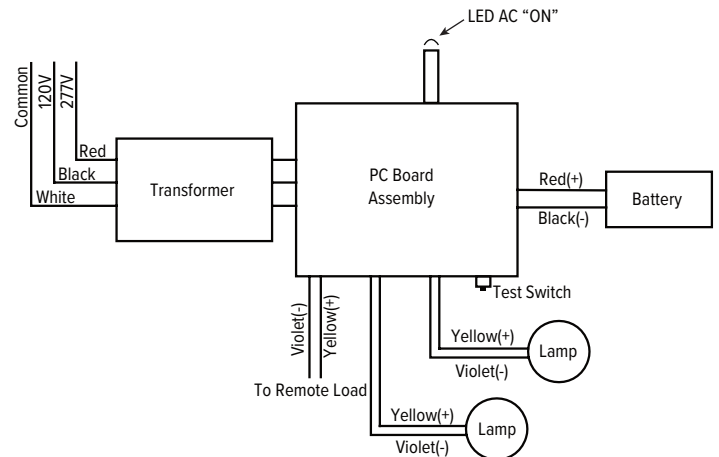 LED AC “ON”
Common
120V
277V
Red
Black
White
Transformer
PC Board
Assembly
Red(+)
Black(-)
Battery
Test Switch
Violet(-)
Yellow(+)
To Remote Load
Yellow(+)
Violet(-)
Lamp
Yellow(+)
Violet(-)
Lamp